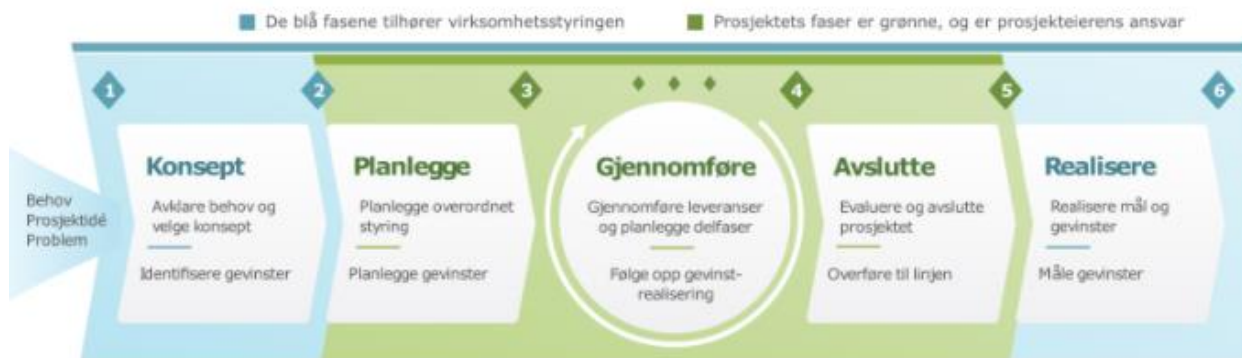 De blå fasene tilhører virksomhetsstyringen
Prosjektets faser er grønne, og er prosjekteierens ansvar
1
2
3
4
5
6
Behov
Prosjektidé
Problem
Konsept
Avklare behov og
velge konsept
Identifisere gevinster
Planlegge
Planlegge overordnet
styring
Planlegge gevinster
Gjennomføre
Gjennomføre leveranser
og planlegge delfaser
Følge opp gevinst-
realisering
Avslutte
Evaluere og avslutte
prosjektet
Overføre til linjen
Realisere
Realisere mål og
gevinster
Måle gevinster